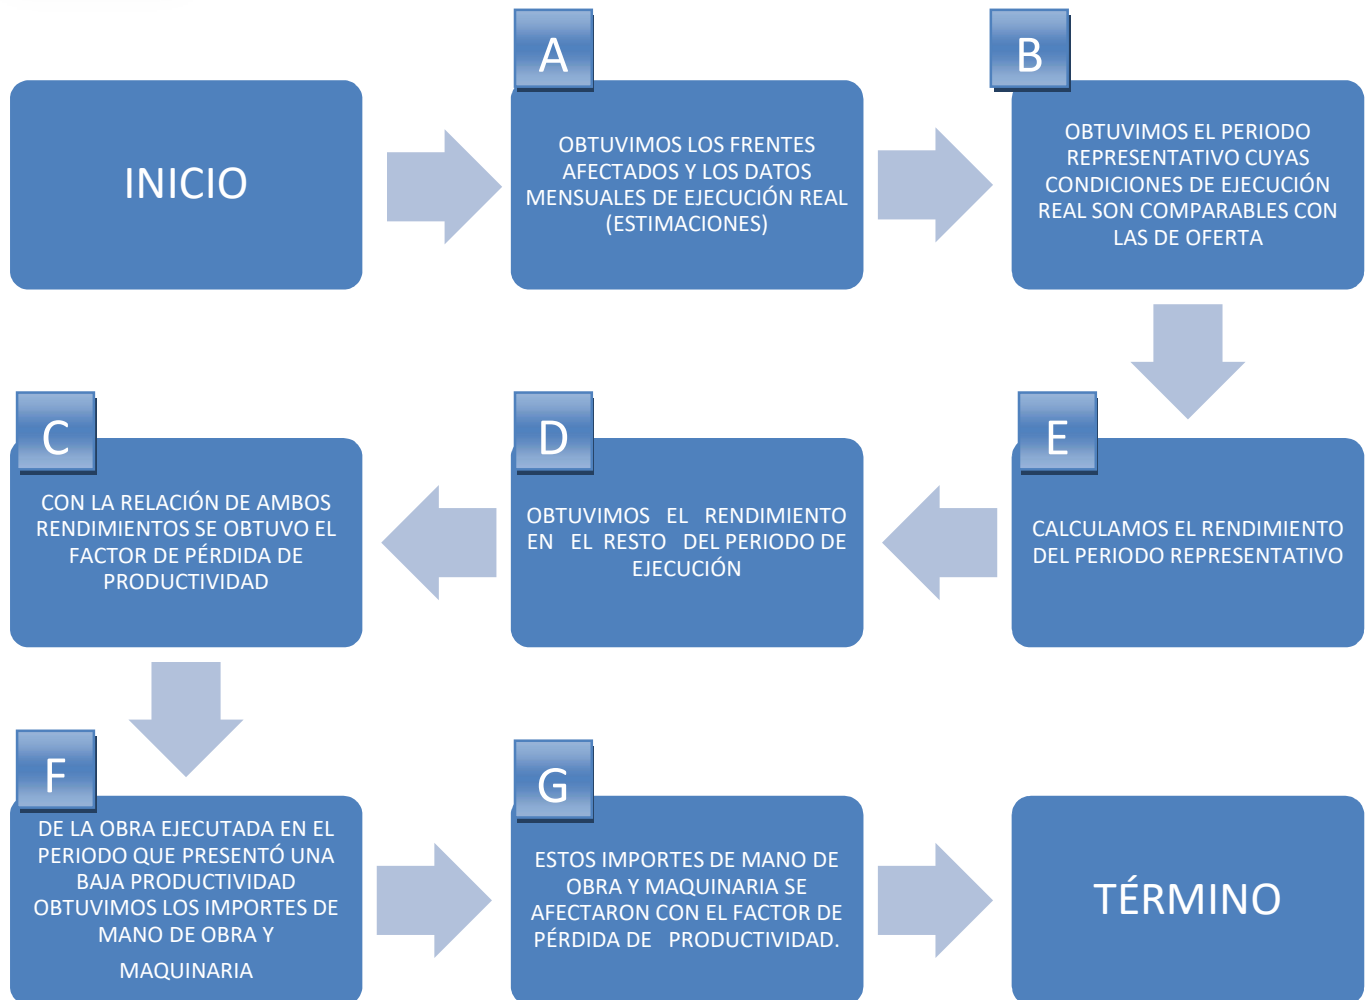 INICIO
A
OBTUVIMOS LOS FRENTES
AFECTADOS Y LOS DATOS
MENSUALES DE EJECUCIÓN REAL
(ESTIMACIONES)
B
OBTUVIMOS EL PERIODO
REPRESENTATIVO CUYAS
CONDICIONES DE EJECUCIÓN
REAL SON COMPARABLES CON
LAS DE OFERTA
E
CALCULAMOS EL RENDIMIENTO
DEL PERIODO REPRESENTATIVO
D
OBTUVIMOS EL RENDIMIENTO
EN EL RESTO DEL PERIODO DE
EJECUCIÓN
C
CON LA RELACIÓN DE AMBOS
RENDIMIENTOS SE OBTUVO EL
FACTOR DE PÉRDIDA DE
PRODUCTIVIDAD
F
DE LA OBRA EJECUTADA EN EL
PERIODO QUE PRESENTÓ UNA
BAJA PRODUCTIVIDAD
OBTUVIMOS LOS IMPORTES DE
MANO DE OBRA Y
MAQUINARIA
G
ESTOS IMPORTES DE MANO DE
OBRA Y MAQUINARIA SE
AFECTARON CON EL FACTOR DE
PÉRDIDA DE PRODUCTIVIDAD.
TÉRMINO